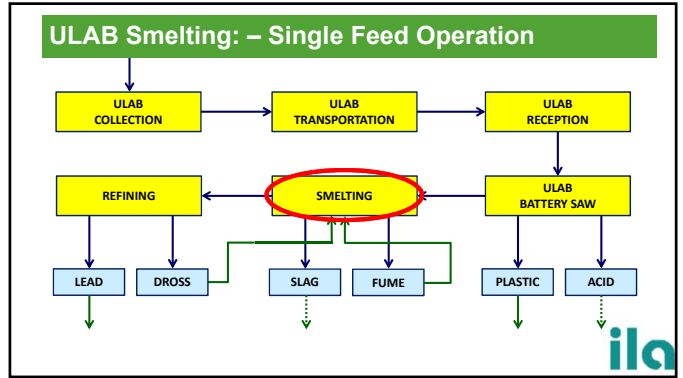 ULAB Smelting: – Single Feed Operation
ULAB
COLLECTION
ULAB
TRANSPORTATION
ULAB
RECEPTION
REFINING
SMELTING
ULAB
BATTERY SAW
LEAD
DROSS
SLAG
FUME
PLASTIC
ACID
ila